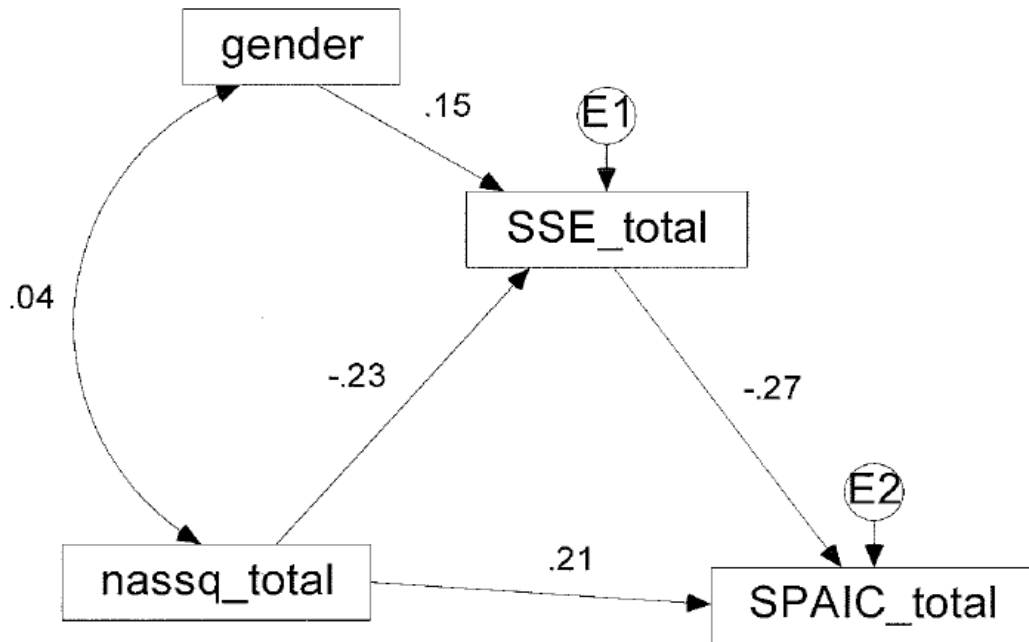 gender
.15
E1
SSE_total
.04
-.23
-.27
E2
nassq_total
.21
SPAIC_total